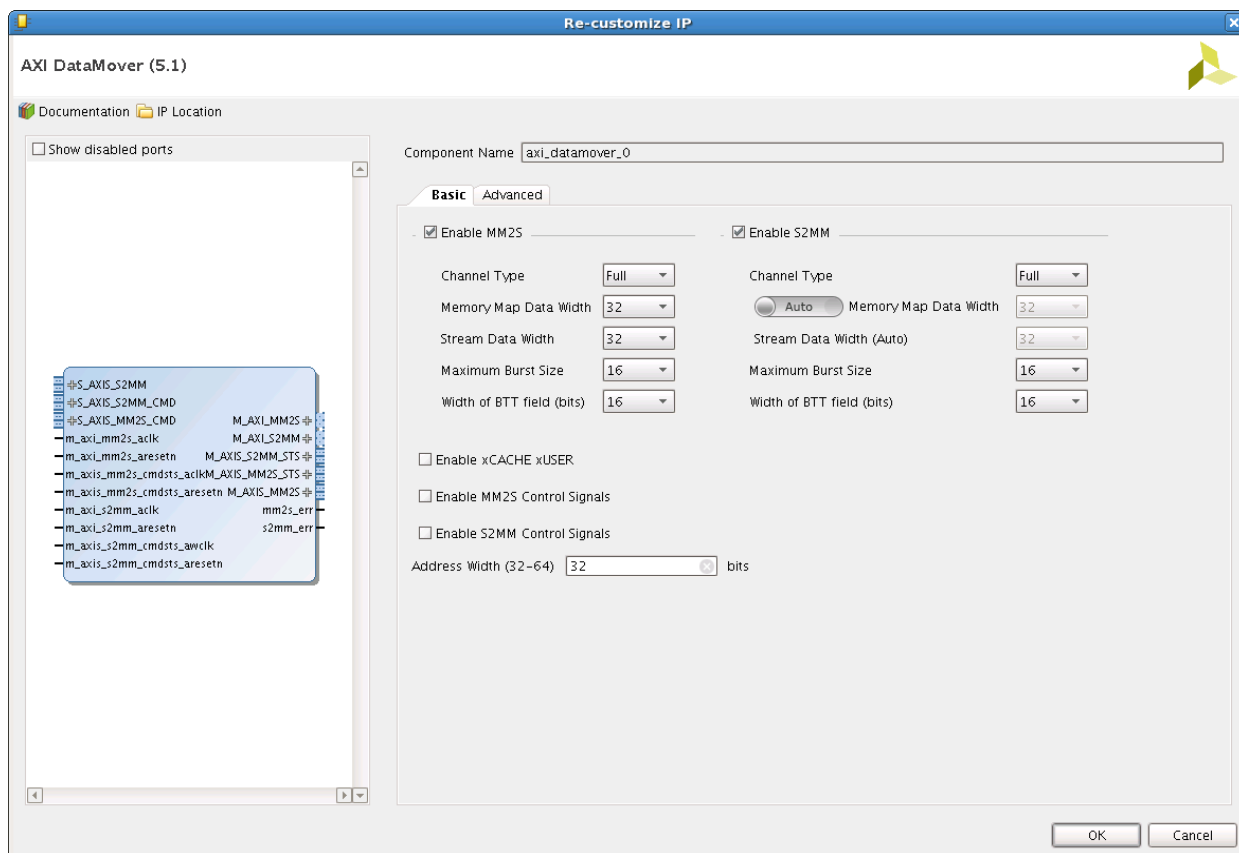 Re-customize IP
AXI DataMover (5.1)
Documentation IP Location
Show disabled ports
S_AXIS_S2MM
S_AXIS_S2MM_CMD
S_AXIS_MM2S_CMD M_AXI_MM2S
m_axi_mm2s_aclk M_AXI_S2MM
m_axi_mm2s_aresetn M_AXIS_S2MM_STS
m_axis_mm2s_cmdsts_aclk M_AXIS_MM2S_STS
m_axis_mm2s_cmdsts_aresetn M_AXIS_MM2S
m_axi_s2mm_aclk mm2s_err
m_axi_s2mm_aresetn s2mm_err
m_axis_s2mm_cmdsts_awclk
m_axis_s2mm_cmdsts_aresetn
Component Name axi_datamover_0
Basic Advanced
Enable MM2S Enable S2MM
Channel Type Full Channel Type Full
Memory Map Data Width 32 Auto Memory Map Data Width 32
Stream Data Width 32 Stream Data Width (Auto) 32
Maximum Burst Size 16 Maximum Burst Size 16
Width of BTT field (bits) 16 Width of BTT field (bits) 16
Enable xCACHE xUSER
Enable MM2S Control Signals
Enable S2MM Control Signals
Address Width (32-64) 32 bits
OK Cancel